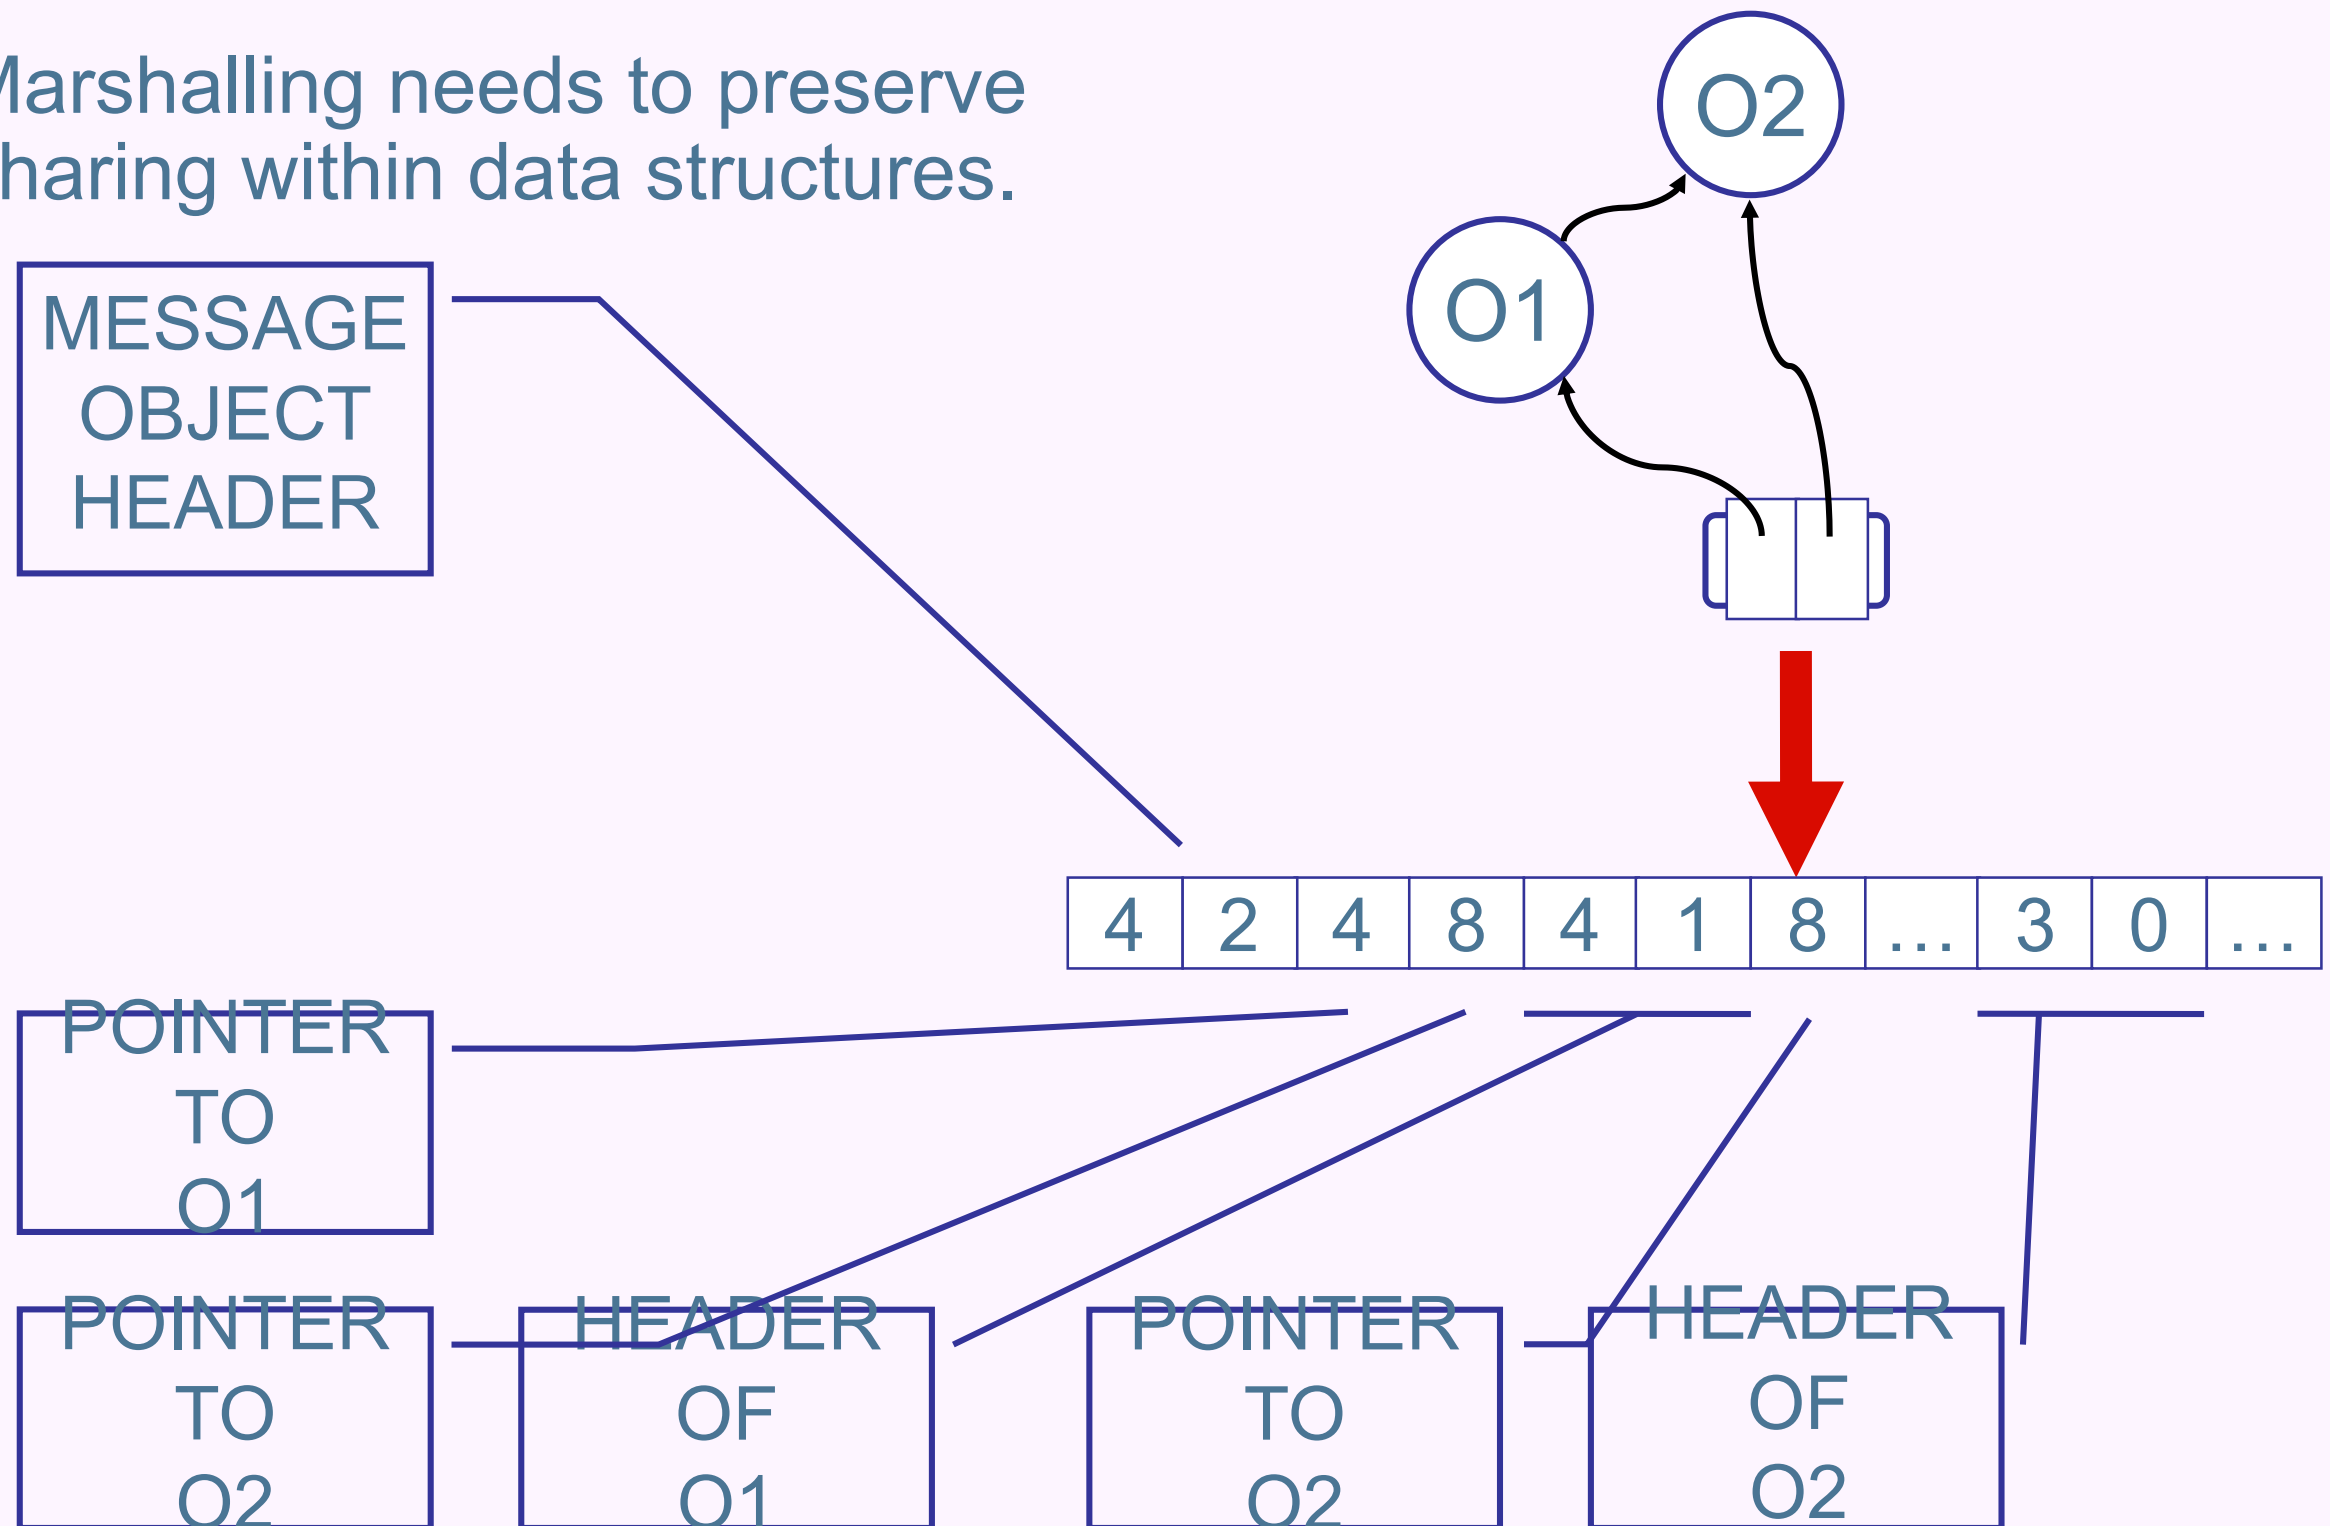 Marshalling needs to preserve
haring within data structures.
O2
O1
MESSAGE
OBJECT
HEADER
4 2 4 8 4 1 8 … 3 0 …
POINTER
TO
O1
POINTER
TO
O2
HEADER
OF
O1
POINTER
TO
O2
HEADER
OF
O2